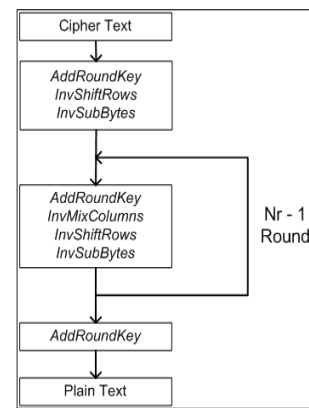 Cipher Text
AddRoundKey
InvShiftRows
InvSubBytes
AddRoundKey
InvMixColumns
InvShiftRows
InvSubBytes
Nr - 1
Round
AddRoundKey
Plain Text